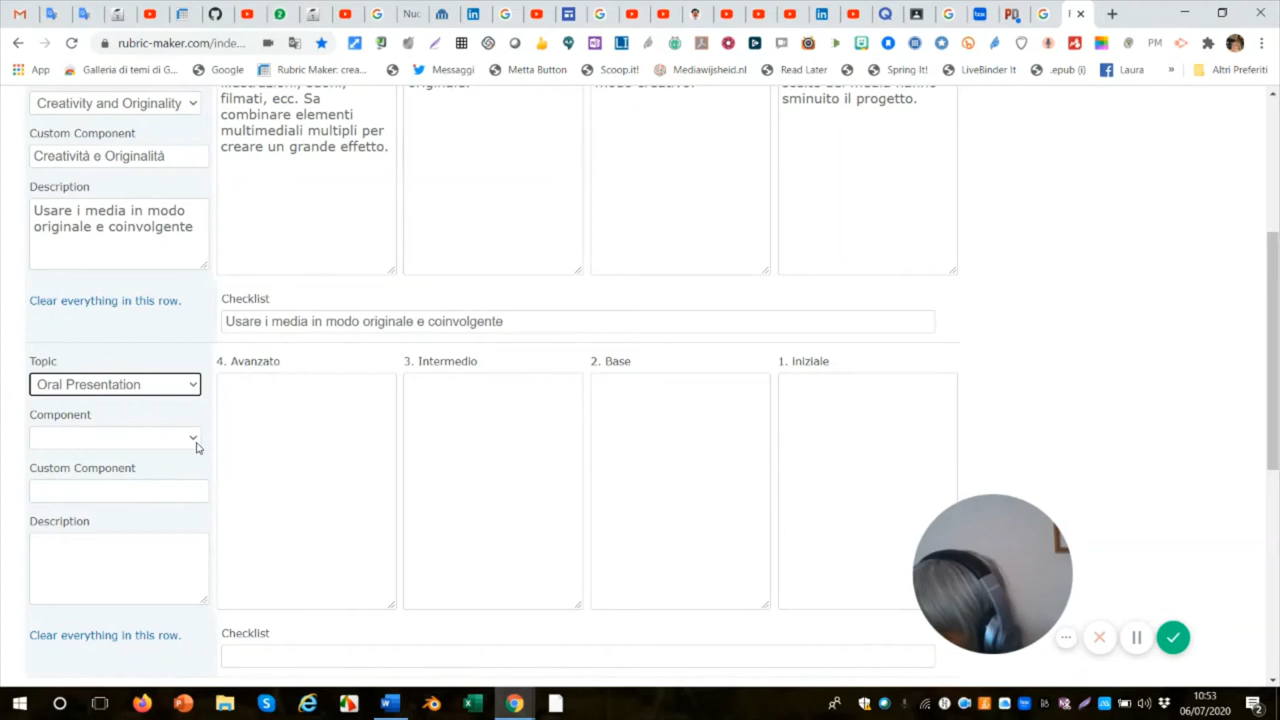 rubric-maker.com/inde...
PM
App
Galleria di temi di G...
Google
Rubric Maker: crea...
Messaggi
Metta Button
Scoop.it!
Mediawijsheid.nl
Read Later
Spring It!
LiveBinder It
.epub (i)
Laura
»
Altri Preferiti
Creativity and Originality
Custom Component
Creatività e Originalità
Description
Usare i media in modo
originale e coinvolgente
Clear everything in this row.
filmati, ecc. Sa
combinare elementi
multimediali multipli per
creare un grande effetto.
sminuito il progetto.
Checklist
Usare i media in modo originale e coinvolgente
Topic
Oral Presentation
Component
Custom Component
Description
Clear everything in this row.
4. Avanzato
3. Intermedio
2. Base
1. Iniziale
Checklist
10:53
06/07/2020